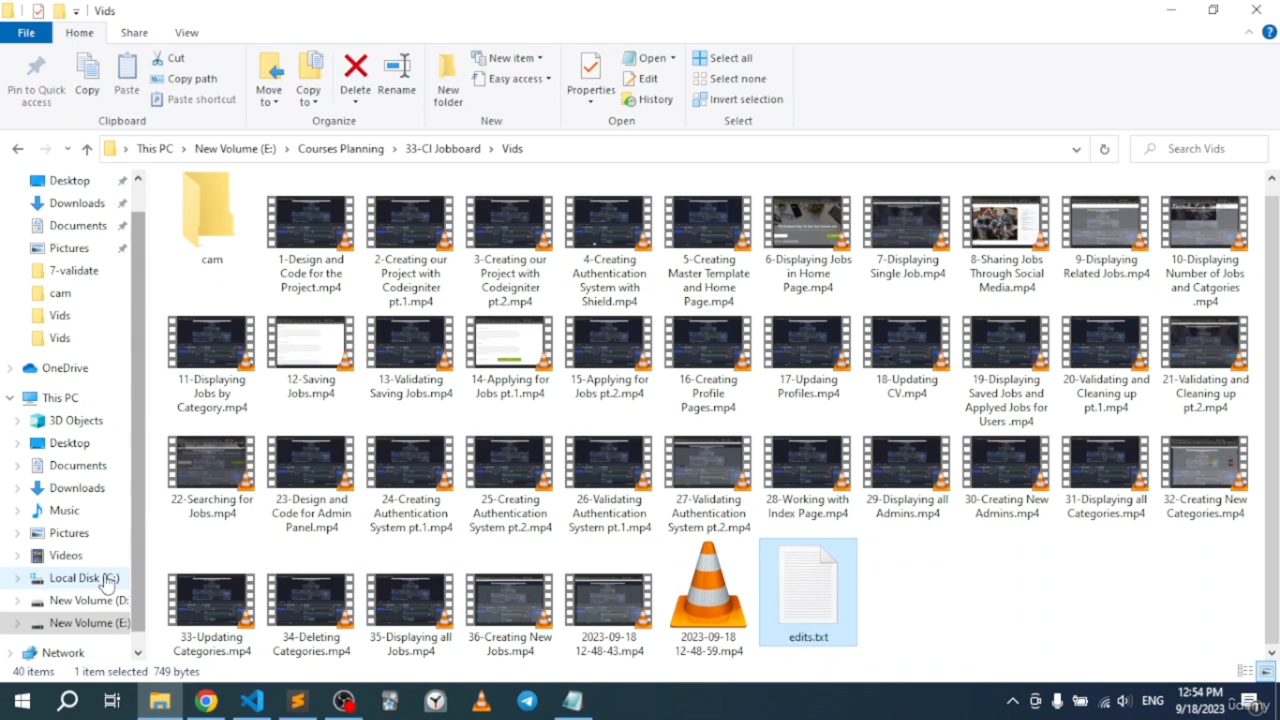 Vids
File Home Share View
Pin to Quick access
Copy
Paste
Cut
Copy path
Paste shortcut
Clipboard
Move to
Copy to
Delete
Rename
Organize
New folder
New item
Easy access
New
Properties
Open
Edit
History
Open
Select all
Select none
Invert selection
Select
This PC > New Volume (E:) > Courses Planning > 33-CI Jobboard > Vids
Search Vids
Desktop
Downloads
Documents
Pictures
7-validate
cam
Vids
Vids
OneDrive
This PC
3D Objects
Desktop
Documents
Downloads
Music
Pictures
Videos
Local Disk (C:)
New Volume (D:
New Volume (E:)
Network
cam
1-Design and Code for the Project.mp4
2-Creating our Project with Codeigniter pt.1.mp4
3-Creating our Project with Codeigniter pt.2.mp4
4-Creating Authentication System with Shield.mp4
5-Creating Master Template and Home Page.mp4
6-Displaying Jobs in Home Page.mp4
7-Displaying Single Job.mp4
8-Sharing Jobs Through Social Media.mp4
9-Displaying Related Jobs.mp4
10-Displaying Number of Jobs and Catgories .mp4
11-Displaying Jobs by Category.mp4
12-Saving Jobs.mp4
13-Validating Saving Jobs.mp4
14-Applying for Jobs pt.1.mp4
15-Applying for Jobs pt.2.mp4
16-Creating Profile Pages.mp4
17-Updaing Profiles.mp4
18-Updating CV.mp4
19-Displaying Saved Jobs and Applyed Jobs for Users .mp4
20-Validating and Cleaning up pt.1.mp4
21-Validating and Cleaning up pt.2.mp4
22-Searching for Jobs.mp4
23-Design and Code for Admin Panel.mp4
24-Creating Authentication System pt.1.mp4
25-Creating Authentication System pt.2.mp4
26-Validating Authentication System pt.1.mp4
27-Validating Authentication System pt.2.mp4
28-Working with Index Page.mp4
29-Displaying all Admins.mp4
30-Creating New Admins.mp4
31-Displaying all Categories.mp4
32-Creating New Categories.mp4
33-Updating Categories.mp4
34-Deleting Categories.mp4
35-Displaying all Jobs.mp4
36-Creating New Jobs.mp4
2023-09-18 12-48-43.mp4
2023-09-18 12-48-59.mp4
edits.txt
40 items 1 item selected 749 bytes
ENG
12:54 PM
9/18/2023
udemy